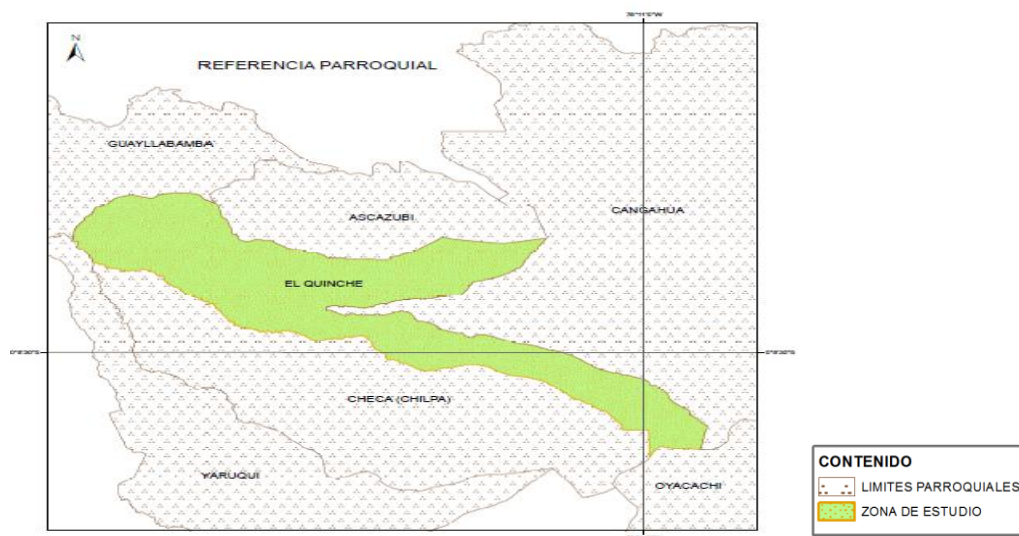 N
REFERENCIA PARROQUIAL
GUAYLLABAMBA
ASCAZUBI
CANGAHUA
EL QUINCHE
CHECA (CHILPA)
YARUQUI
OYACACHI
CONTENIDO
LIMITES PARROQUIALES
ZONA DE ESTUDIO